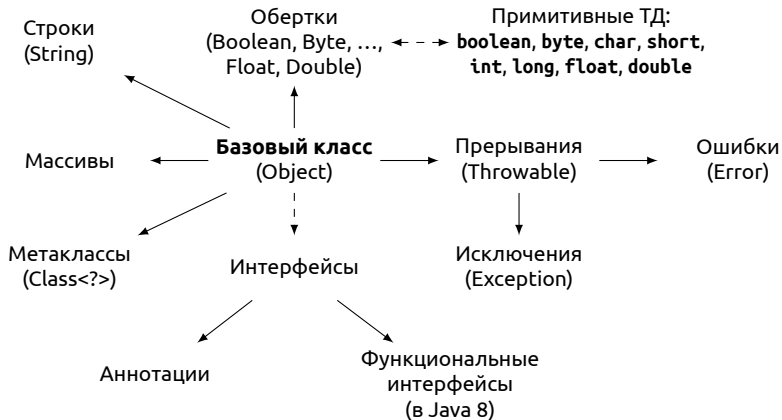 Строки
(String)
Обертки
(Boolean, Byte, …,
Float, Double)
Примитивные ТД:
boolean, byte, char, short,
int, long, float, double
Массивы
Базовый класс
(Object)
Прерывания
(Throwable)
Ошибки
(Error)
Метаклассы
(Class<?>)
Интерфейсы
Исключения
(Exception)
Аннотации
Функциональные
интерфейсы
(в Java 8)